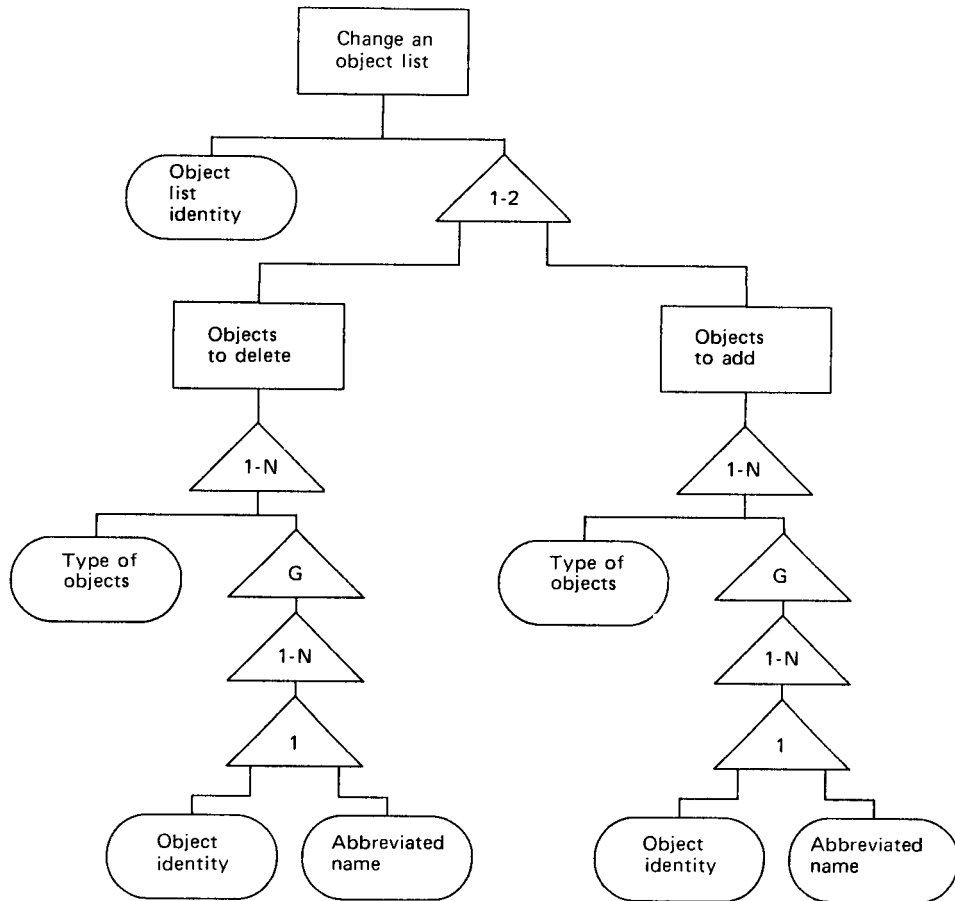 Change an
object list
Object
list
identity
1-2
Objects
to delete
Objects
to add
1-N
1-N
Type of
objects
G
Type of
objects
G
1-N
1-N
1
1
Object
identity
Abbreviated
name
Object
identity
Abbreviated
name